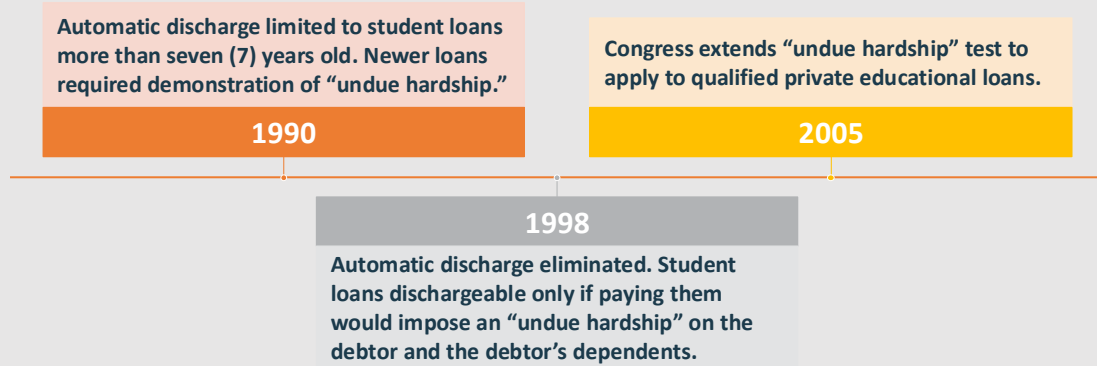 Automatic discharge limited to student loans
more than seven (7) years old. Newer loans
required demonstration of “undue hardship.”
1990
Congress extends “undue hardship” test to
apply to qualified private educational loans.
2005
1998
Automatic discharge eliminated. Student
loans dischargeable only if paying them
would impose an “undue hardship” on the
debtor and the debtor’s dependents.